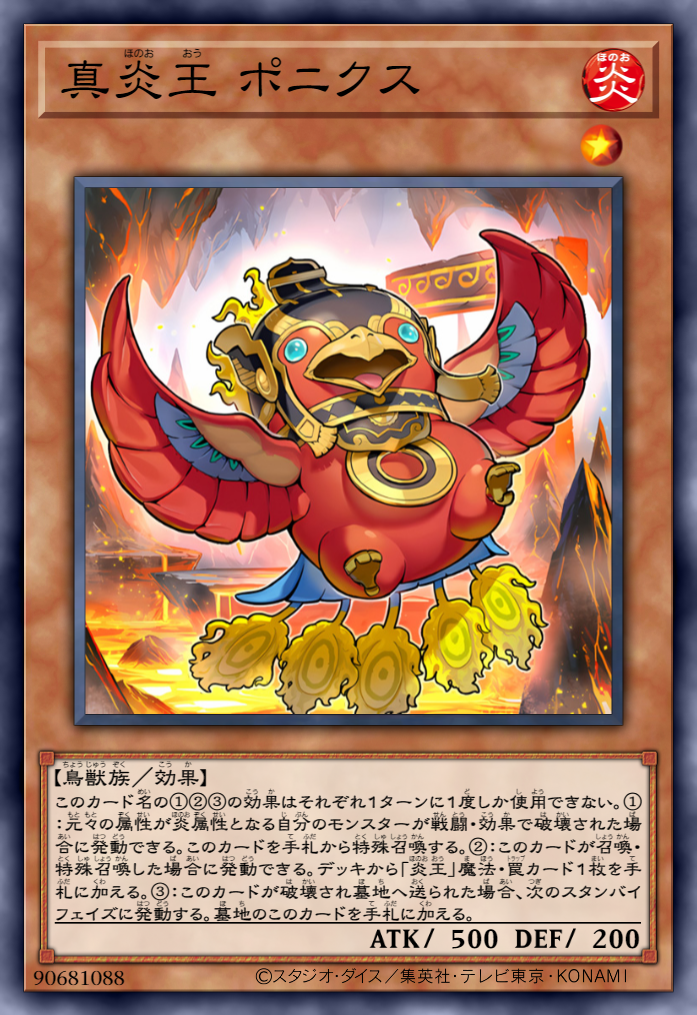 真炎王 ポニクス
炎
【鳥獣族／効果】
このカード名の①②③の効果はそれぞれ1ターンに1度しか使用できない。①
：元々の属性が炎属性となる自分のモンスターが戦闘・効果で破壊された場
合に発動できる。このカードを手札から特殊召喚する。②：このカードが召喚・
特殊召喚した場合に発動できる。デッキから「炎王」魔法・罠カード1枚を手
札に加える。③：このカードが破壊され墓地へ送られた場合、次のスタンバイ
フェイズに発動する。墓地のこのカードを手札に加える。
ATK/ 500 DEF/ 200
90681088 ©スタジオ・ダイス／集英社・テレビ東京・KONAMI